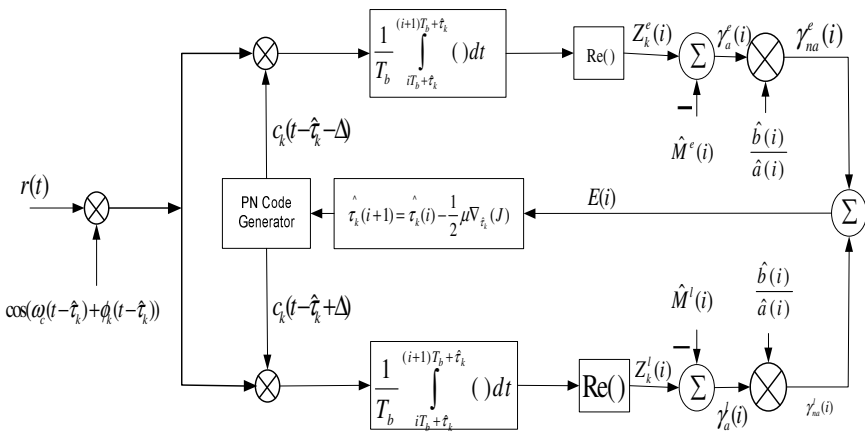 1/T_b ∫_{iT_b+τ̂_k}^{(i+1)T_b+τ̂_k} ( )dt
Re()
Z_k^e(i)
Σ
γ_a^e(i)
γ_na^e(i)
−
M̂^e(i)
b̂(i)/â(i)
c_k(t−τ̂_k−Δ)
r(t)
PN Code
Generator
τ̂_k(i+1)=τ̂_k(i)−1/2 μ∇_{τ̂_k}(J)
E(i)
Σ
cos(ω_c(t−τ̂_k)+ϕ_k(t−τ̂_k))
c_k(t−τ̂_k+Δ)
M̂^l(i)
b̂(i)/â(i)
−
1/T_b ∫_{iT_b+τ̂_k}^{(i+1)T_b+τ̂_k} ( )dt
Re()
Z_k^l(i)
Σ
γ_a^l(i)
γ_na^l(i)